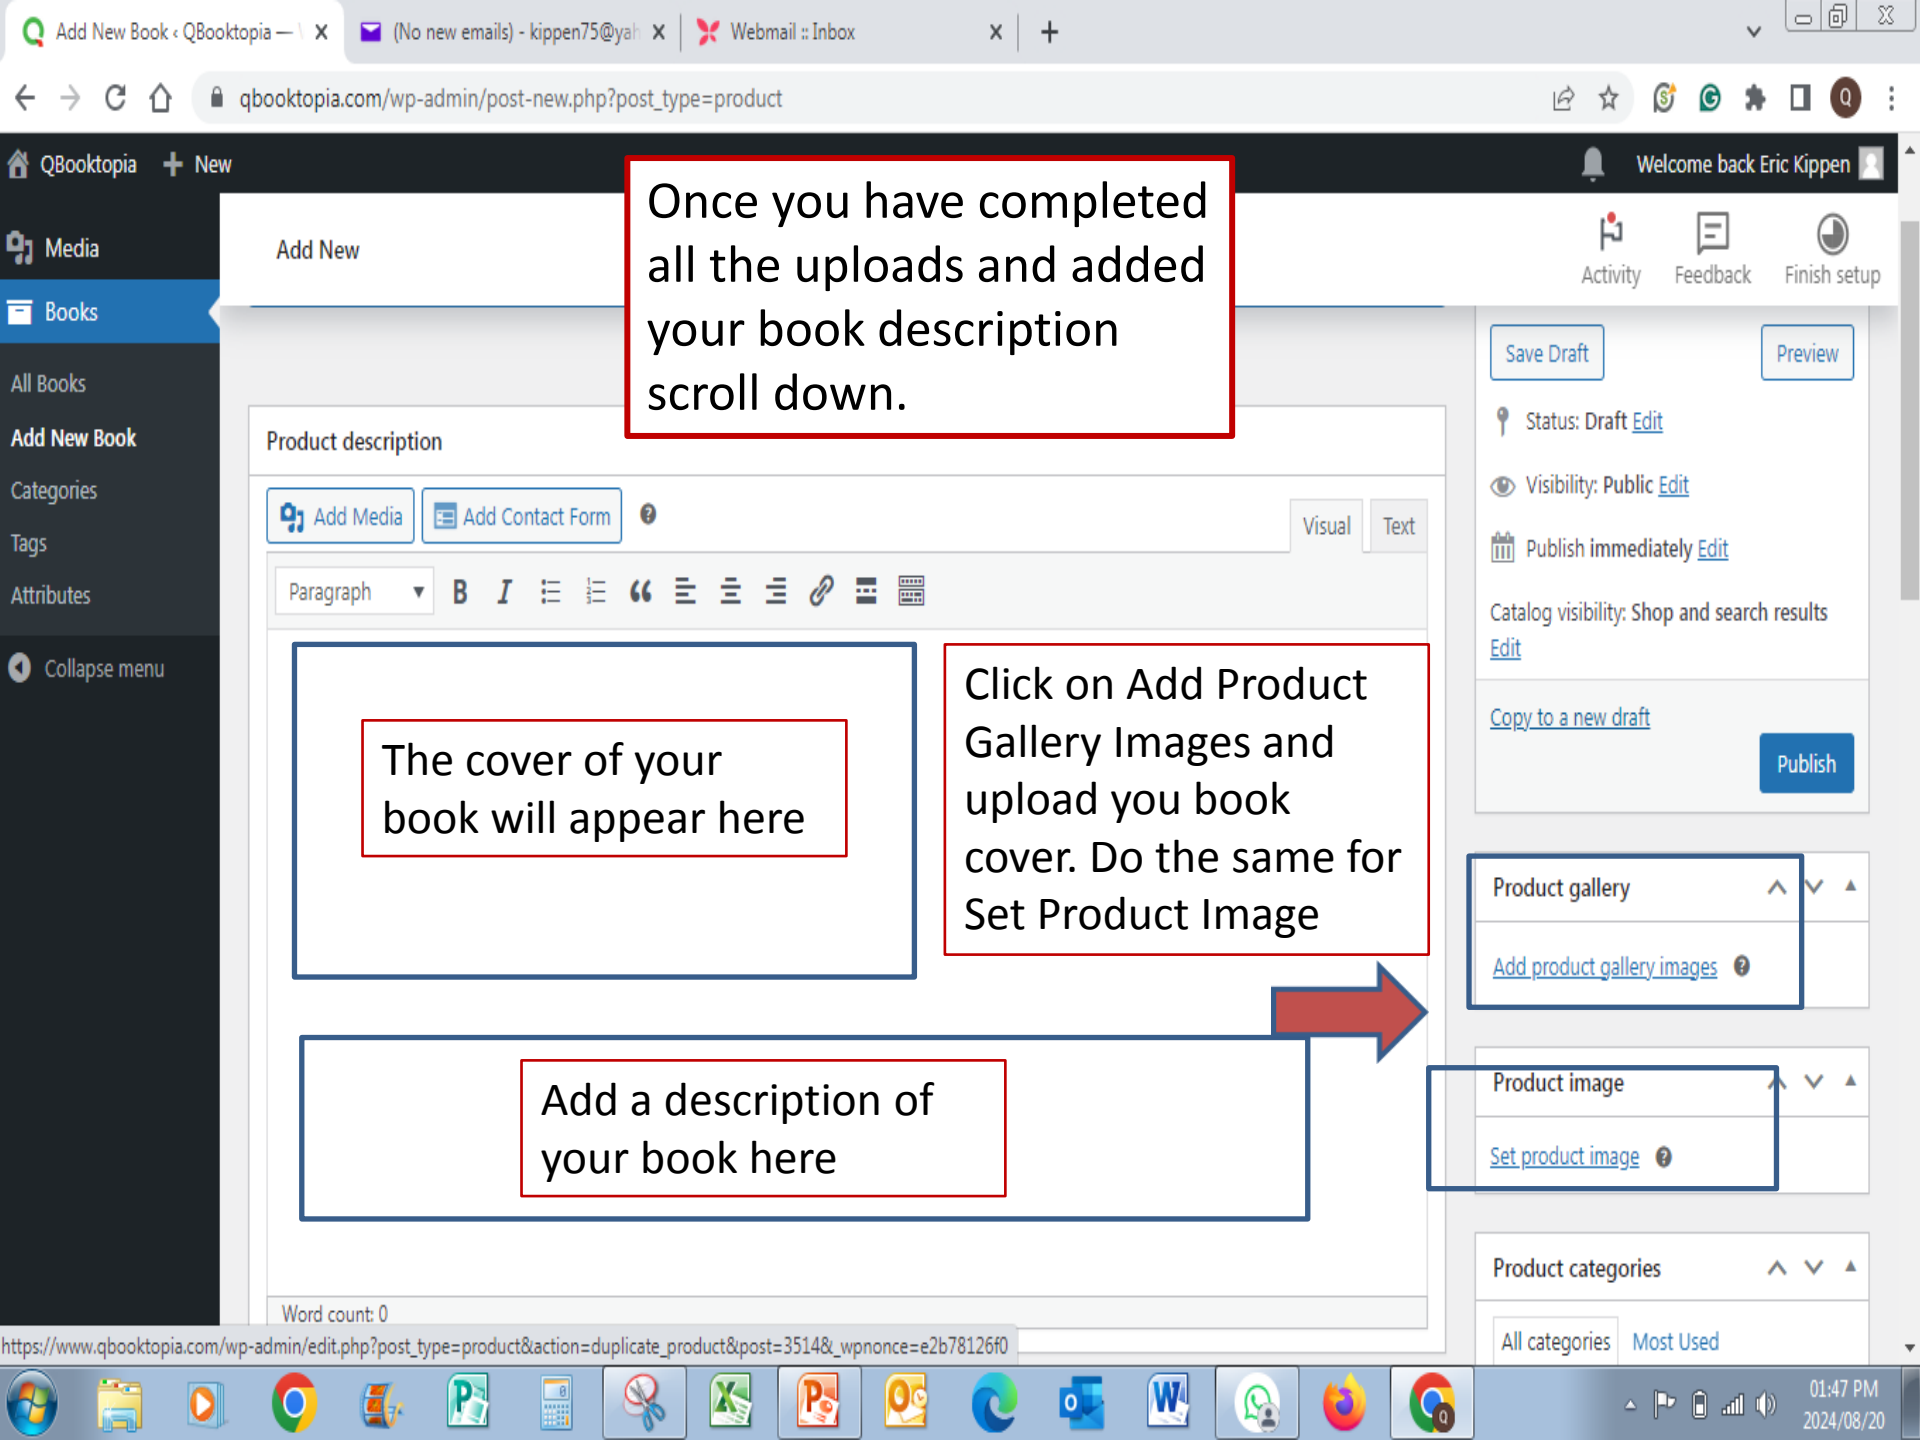 Add New Book ‹ QBooktopia —
(No new emails) - kippen75@yah
Webmail :: Inbox
qbooktopia.com/wp-admin/post-new.php?post_type=product
QBooktopia
New
Welcome back Eric Kippen
Once you have completed
all the uploads and added
your book description
scroll down.
Media
Books
All Books
Add New Book
Categories
Tags
Attributes
Collapse menu
Add New
Activity
Feedback
Finish setup
Save Draft
Preview
Status: Draft Edit
Visibility: Public Edit
Publish immediately Edit
Catalog visibility: Shop and search results
Edit
Copy to a new draft
Publish
Product description
Add Media
Add Contact Form
Visual
Text
Paragraph
The cover of your
book will appear here
Click on Add Product
Gallery Images and
upload you book
cover. Do the same for
Set Product Image
Add a description of
your book here
Word count: 0
Product gallery
Add product gallery images
Product image
Set product image
Product categories
All categories
Most Used
https://www.qbooktopia.com/wp-admin/edit.php?post_type=product&action=duplicate_product&post=3514&_wpnonce=e2b78126f0
01:47 PM
2024/08/20